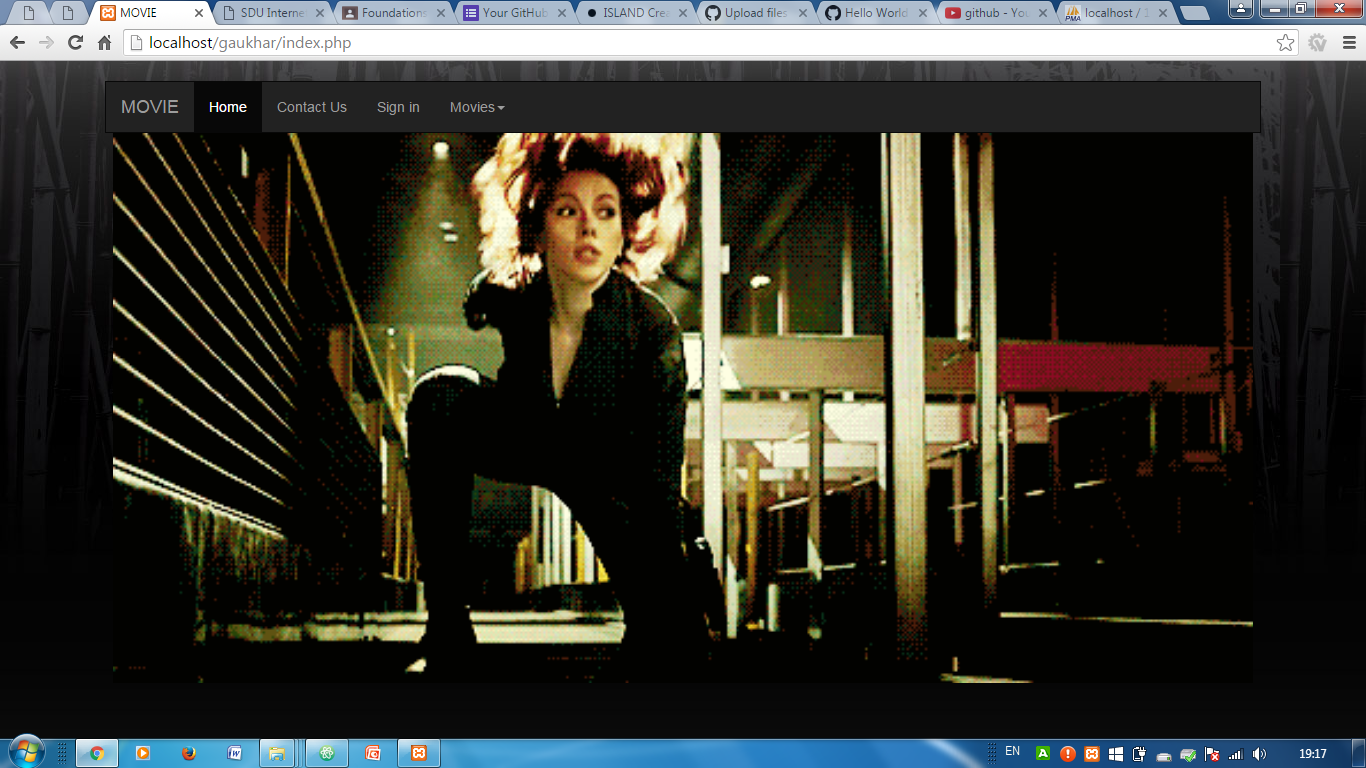 MOVIE
SDU Interne
Foundations
Your GitHub
ISLAND Crea
Upload files
Hello World
github - You
localhost / 1
localhost/gaukhar/index.php
MOVIE Home Contact Us Sign in Movies
EN
19:17